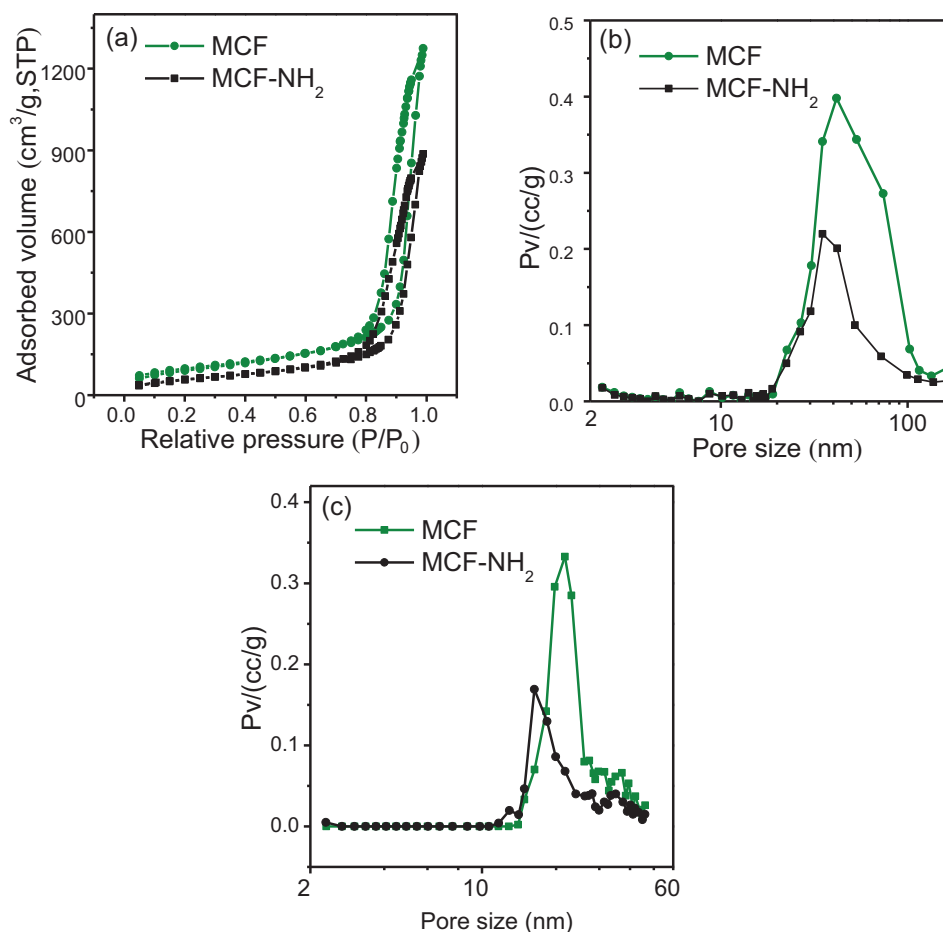 (a)
MCF
MCF-NH2
1200
900
600
300
0
Adsorbed volume (cm3/g,STP)
0.0 0.2 0.4 0.6 0.8 1.0
Relative pressure (P/P0)
(b)
MCF
MCF-NH2
0.5
0.4
0.3
0.2
0.1
0.0
Pv/(cc/g)
2 10 100
Pore size (nm)
(c)
MCF
MCF-NH2
0.4
0.3
0.2
0.1
0.0
Pv/(cc/g)
2 10 60
Pore size (nm)